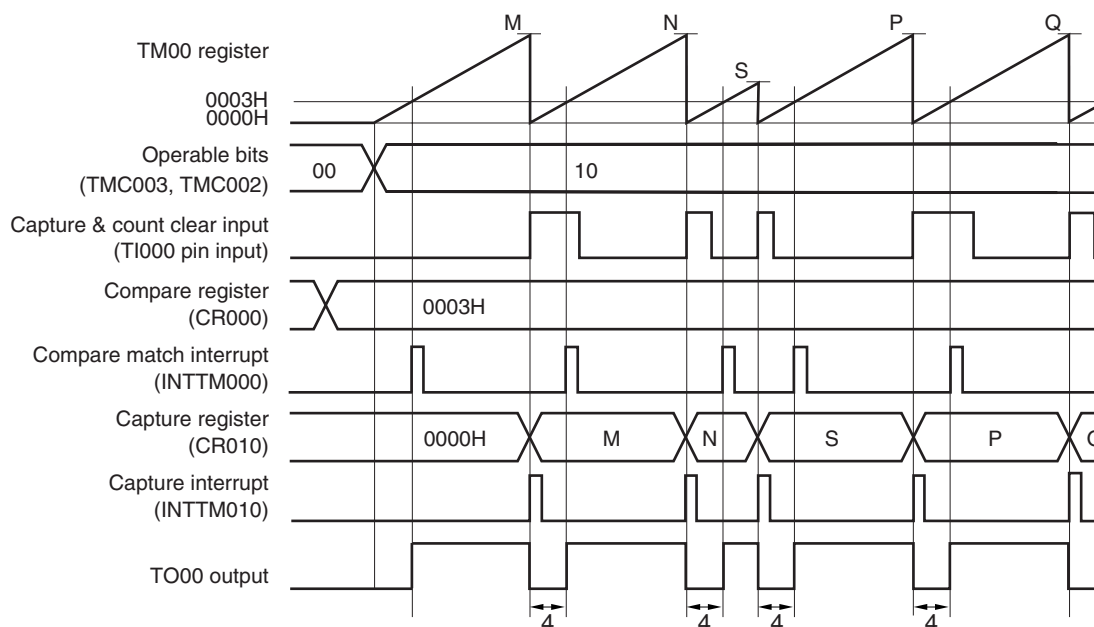 M N S P Q
TM00 register
0003H
0000H
Operable bits
(TMC003, TMC002)
00 10
Capture & count clear input
(TI000 pin input)
Compare register
(CR000)
0003H
Compare match interrupt
(INTTM000)
Capture register
(CR010)
0000H M N S P
Capture interrupt
(INTTM010)
TO00 output
4 4 4 4